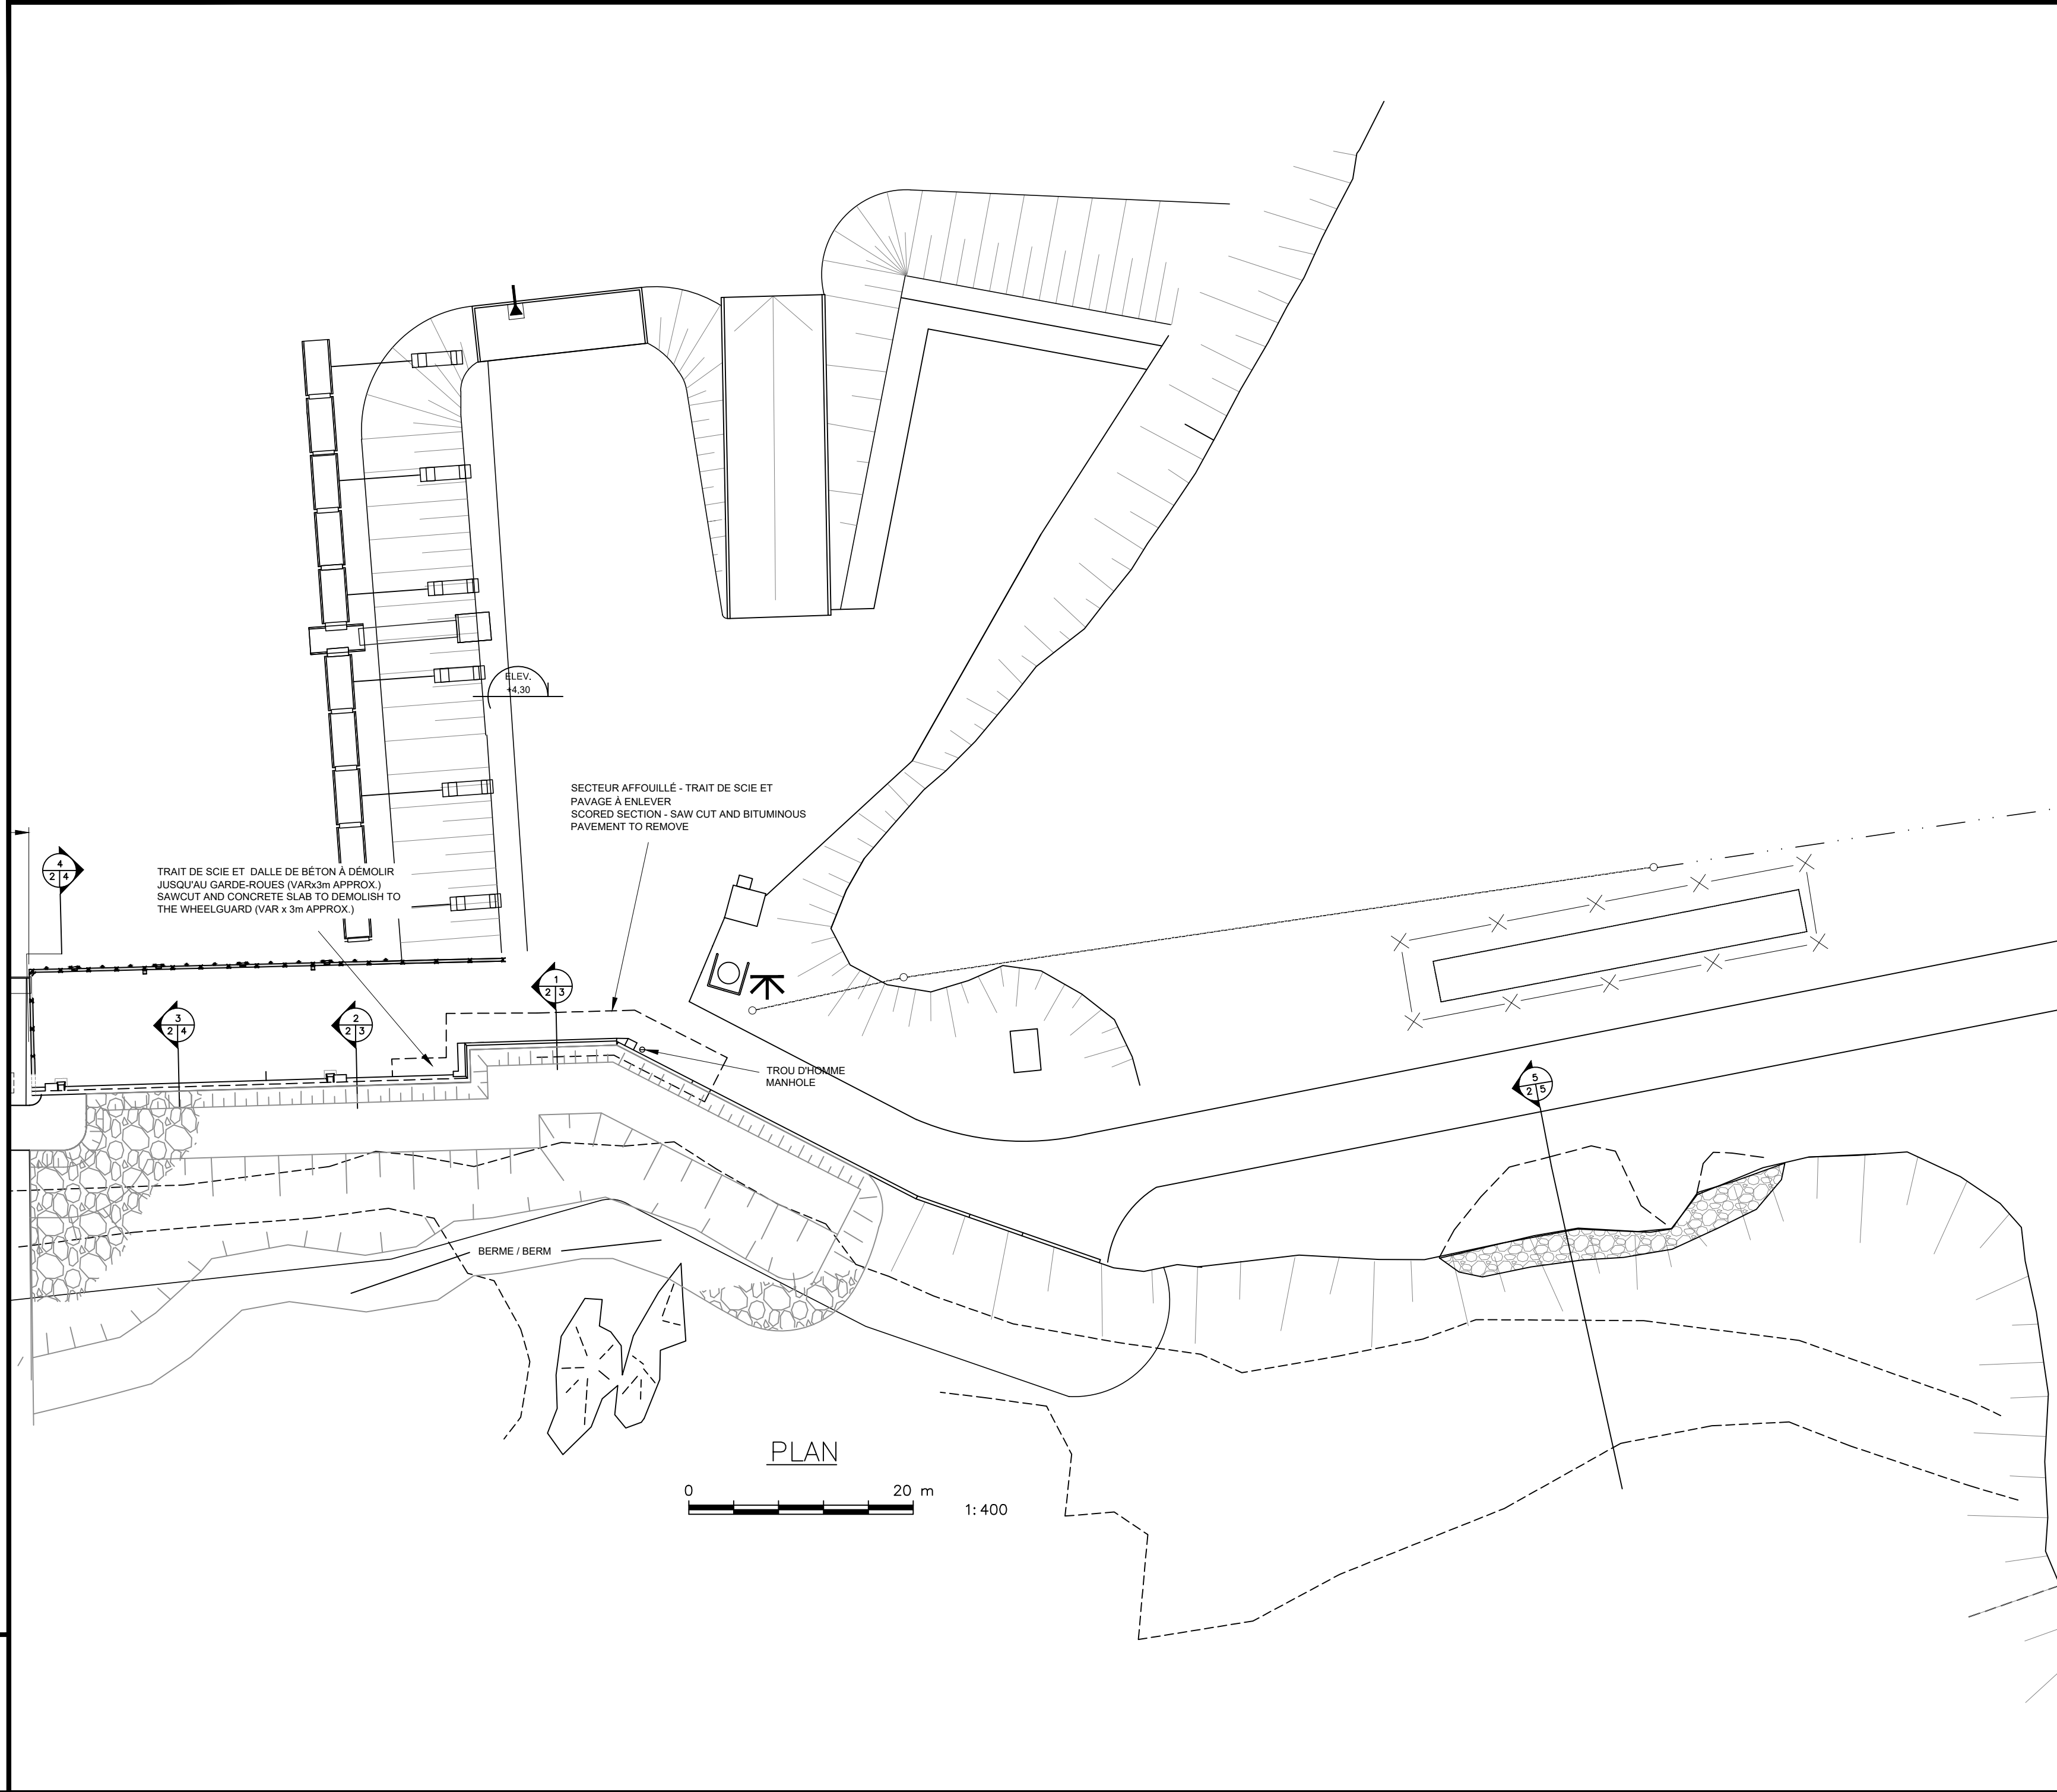 ELEV.
+4,30
SECTEUR AFFOUILLÉ - TRAIT DE SCIE ET
PAVAGE À ENLEVER
SCORED SECTION - SAW CUT AND BITUMINOUS
PAVEMENT TO REMOVE
4
2 4
TRAIT DE SCIE ET DALLE DE BÉTON À DÉMOLIR
JUSQU'AU GARDE-ROUES (VARx3m APPROX.)
SAWCUT AND CONCRETE SLAB TO DEMOLISH TO
THE WHEELGUARD (VAR x 3m APPROX.)
1
2 3
3
2 4
2
2 3
TROU D'HOMME
MANHOLE
5
2 5
BERME / BERM
PLAN
0 20 m
1:400